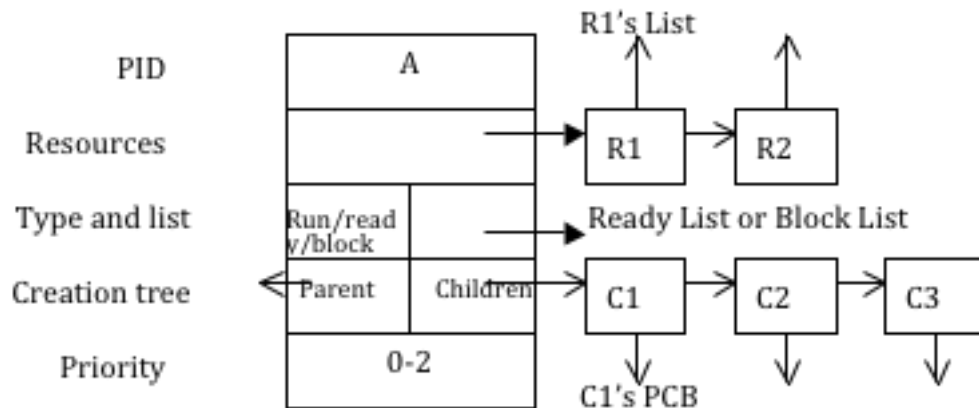 R1's List
PID A
Resources R1 R2
Type and list Run/read
y/block Ready List or Block List
Creation tree Parent Children C1 C2 C3
Priority 0-2
C1's PCB